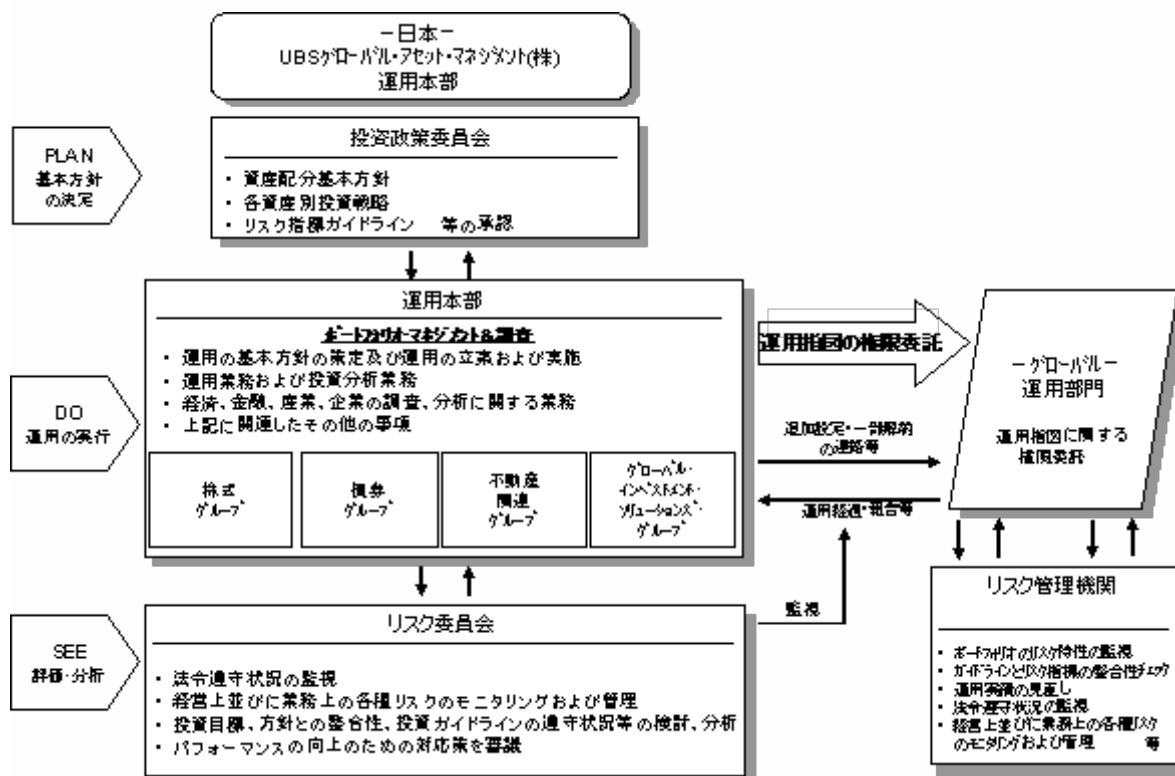 －日本－
UBSグローバル・アセット・マネジメント(株)
運用本部
PLAN
基本方針
の決定
投資政策委員会
・ 資産配分基本方針
・ 各資産別投資戦略
・ リスク指標ガイドライン 等の承認
DO
運用の実行
運用本部
ポートフォリオ・マネジメント&調査
・ 運用の基本方針の策定及び運用の立案および実施
・ 運用業務および投資分析業務
・ 経済、金融、産業、企業の調査、分析に関する業務
・ 上記に関連したその他の事項
株式
グループ
債券
グループ
不動産
関連
グループ
グローバル・
インベストメント・
ソリューションズ・
グループ
運用指図の権限委託
追加設定・一部解約
の連絡等
運用経過・報告等
－グローバル－
運用部門
運用指図に関する
権限委託
SEE
評価・分析
リスク委員会
・ 法令遵守状況の監視
・ 経営上並びに業務上の各種リスクのモニタリングおよび管理
・ 投資目標、方針との整合性、投資ガイドラインの遵守状況等の検討、分析
・ パフォーマンスの向上のための対応策を審議
監視
リスク管理機関
・ ポートフォリオのリスク特性の監視
・ ガイドラインとリスク指標の整合性チェック
・ 運用実績の見直し
・ 法令遵守状況の監視
・ 経営上並びに業務上の各種リスク
のモニタリングおよび管理 等